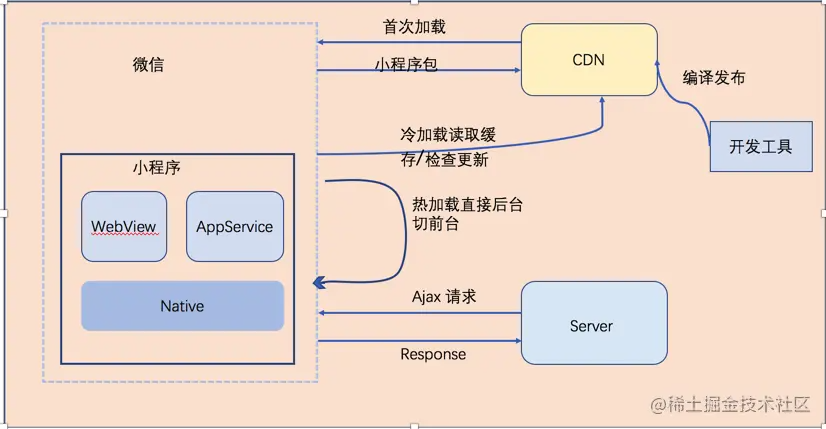 首次加载
微信
小程序包
CDN
编译发布
冷加载读取缓
存/检查更新
开发工具
小程序
热加载直接后台
切前台
WebView
AppService
Native
Ajax 请求
Server
Response
@稀土掘金技术社区